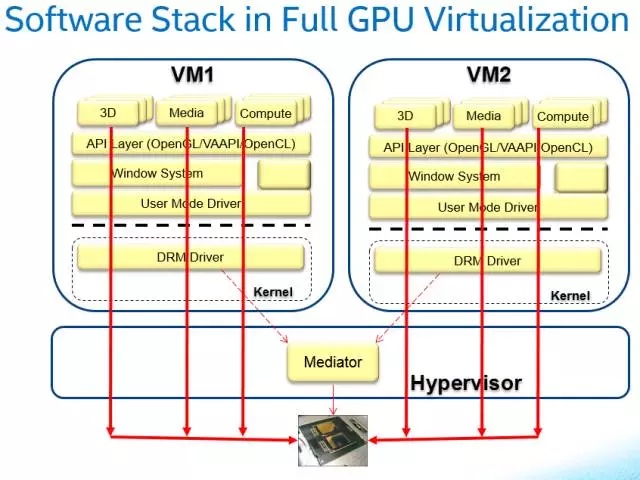 Software Stack in Full GPU Virtualization
VM1
3D
Media
Compute
API Layer (OpenGL/VAAPI/OpenCL)
Window System
User Mode Driver
DRM Driver
Kernel
VM2
3D
Media
Compute
API Layer (OpenGL/VAAPI/OpenCL)
Window System
User Mode Driver
DRM Driver
Kernel
Mediator
Hypervisor